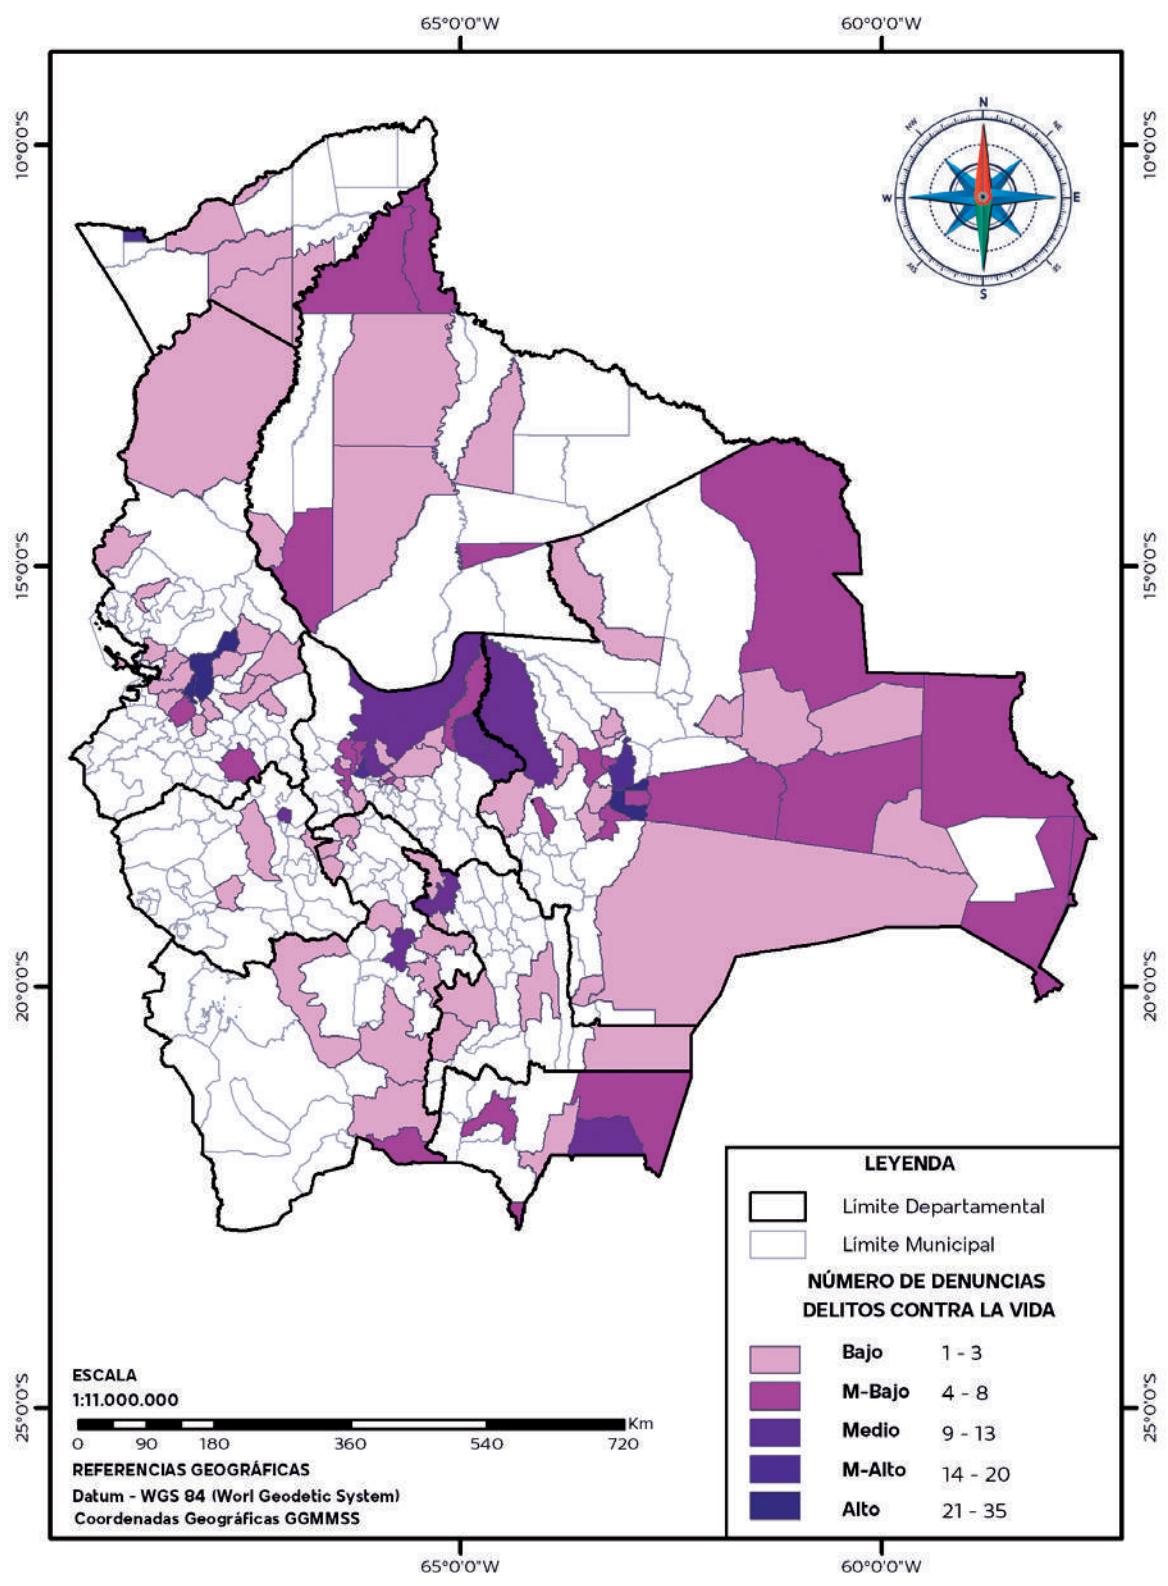 65°0'0"W 60°0'0"W
10°0'0"S 10°0'0"S
N
NW NE
W E
SW SE
S
15°0'0"S 15°0'0"S
20°0'0"S 20°0'0"S
LEYENDA
Límite Departamental
Límite Municipal
NÚMERO DE DENUNCIAS
DELITOS CONTRA LA VIDA
Bajo 1 - 3
M-Bajo 4 - 8
Medio 9 - 13
M-Alto 14 - 20
Alto 21 - 35
ESCALA
1:11.000.000
Km
0 90 180 360 540 720
REFERENCIAS GEOGRÁFICAS
Datum - WGS 84 (Worl Geodetic System)
Coordenadas Geográficas GGMMSS
25°0'0"S 25°0'0"S
65°0'0"W 60°0'0"W